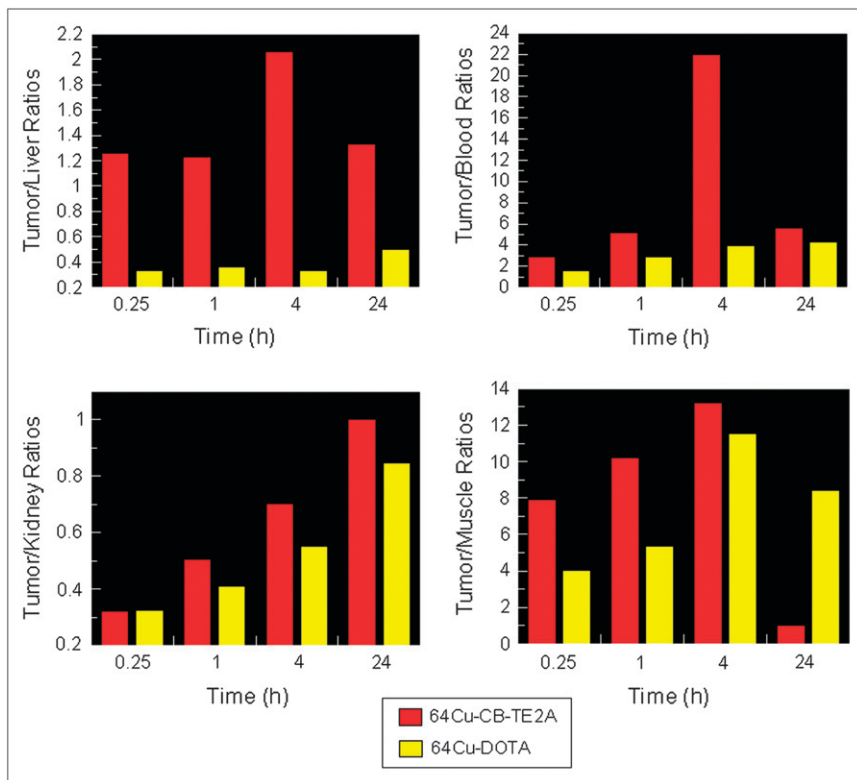 Tumor/Liver Ratios
2.2
2
1.8
1.6
1.4
1.2
1
0.8
0.6
0.4
0.2
0.25 1 4 24
Time (h)
Tumor/Blood Ratios
24
22
20
18
16
14
12
10
8
6
4
2
0
0.25 1 4 24
Time (h)
Tumor/Kidney Ratios
1
0.8
0.6
0.4
0.2
0.25 1 4 24
Time (h)
Tumor/Muscle Ratios
14
12
10
8
6
4
2
0
0.25 1 4 24
Time (h)
64Cu-CB-TE2A
64Cu-DOTA